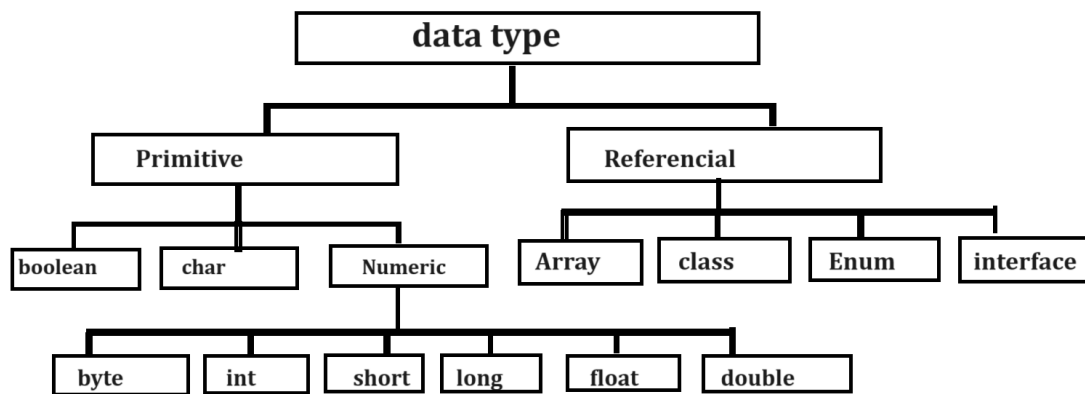 data type
Primitive
Referencial
boolean
char
Numeric
Array
class
Enum
interface
byte
int
short
long
float
double